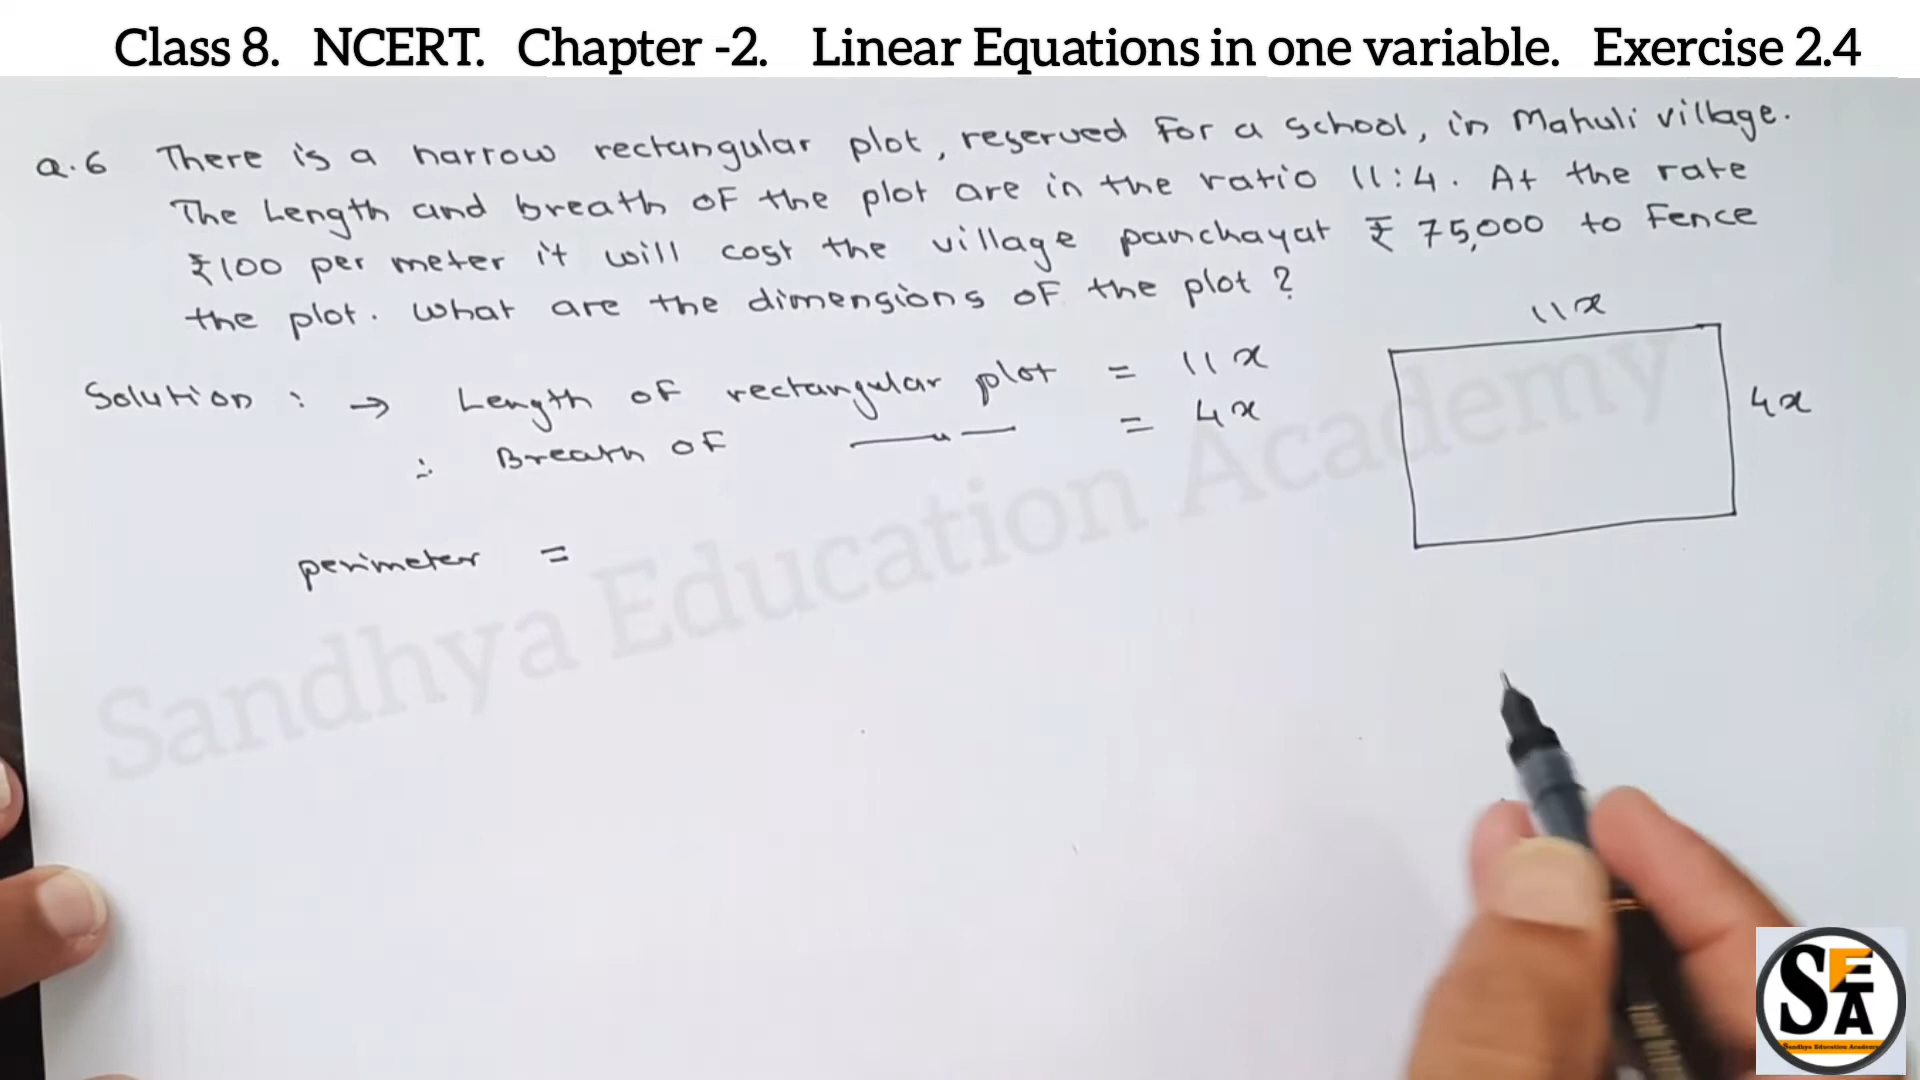 Class 8. NCERT. Chapter -2. Linear Equations in one variable. Exercise 2.4
Q.6 There is a narrow rectangular plot, reserved for a school, in Mahuli village.
The Length and breath of the plot are in the ratio 11:4. At the rate
₹100 per meter it will cost the village panchayat ₹ 75,000 to Fence
the plot. What are the dimensions of the plot ?
11x
Solution : → Length of rectangular plot = 11x
4x
∴ Breath of —〃— = 4x
perimeter =
Sandhya Education Academy
SEA
Sandhya Education Academy